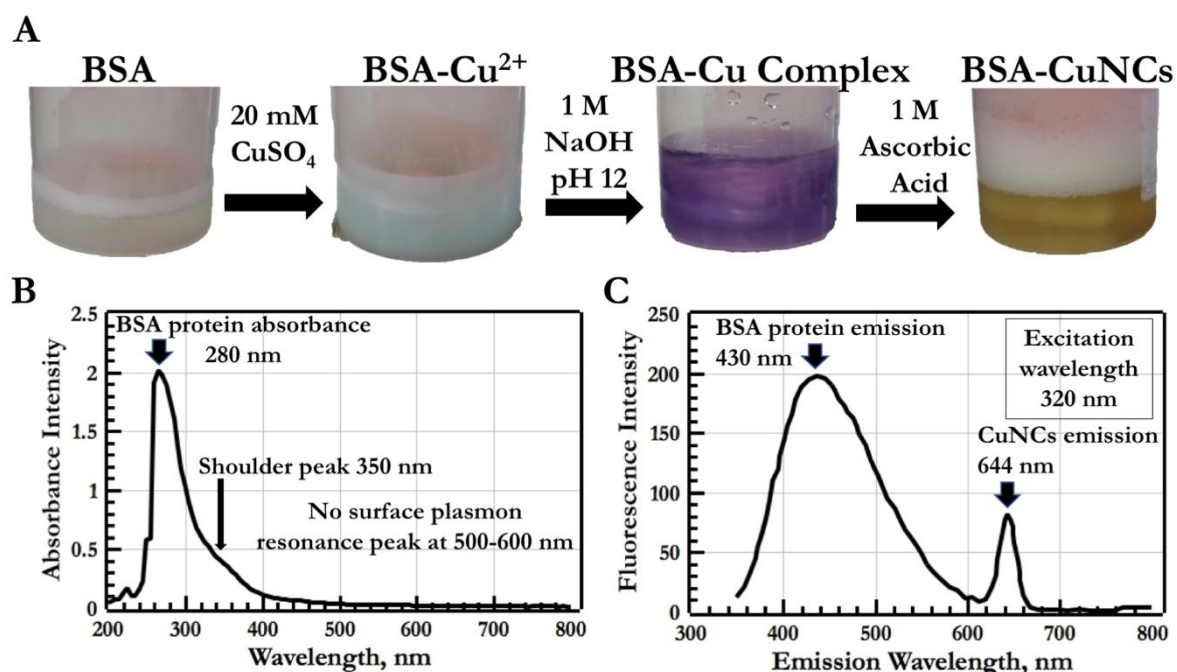 A
BSA
BSA-Cu²⁺
BSA-Cu Complex
BSA-CuNCs
20 mM
CuSO₄
1 M
NaOH
pH 12
1 M
Ascorbic
Acid
B
2.5
2
1.5
1
0.5
0
200 300 400 500 600 700 800
Absorbance Intensity
Wavelength, nm
BSA protein absorbance
280 nm
Shoulder peak 350 nm
No surface plasmon
resonance peak at 500-600 nm
C
250
200
150
100
50
0
300 400 500 600 700 800
Fluorescence Intensity
Emission Wavelength, nm
BSA protein emission
430 nm
Excitation
wavelength
320 nm
CuNCs emission
644 nm